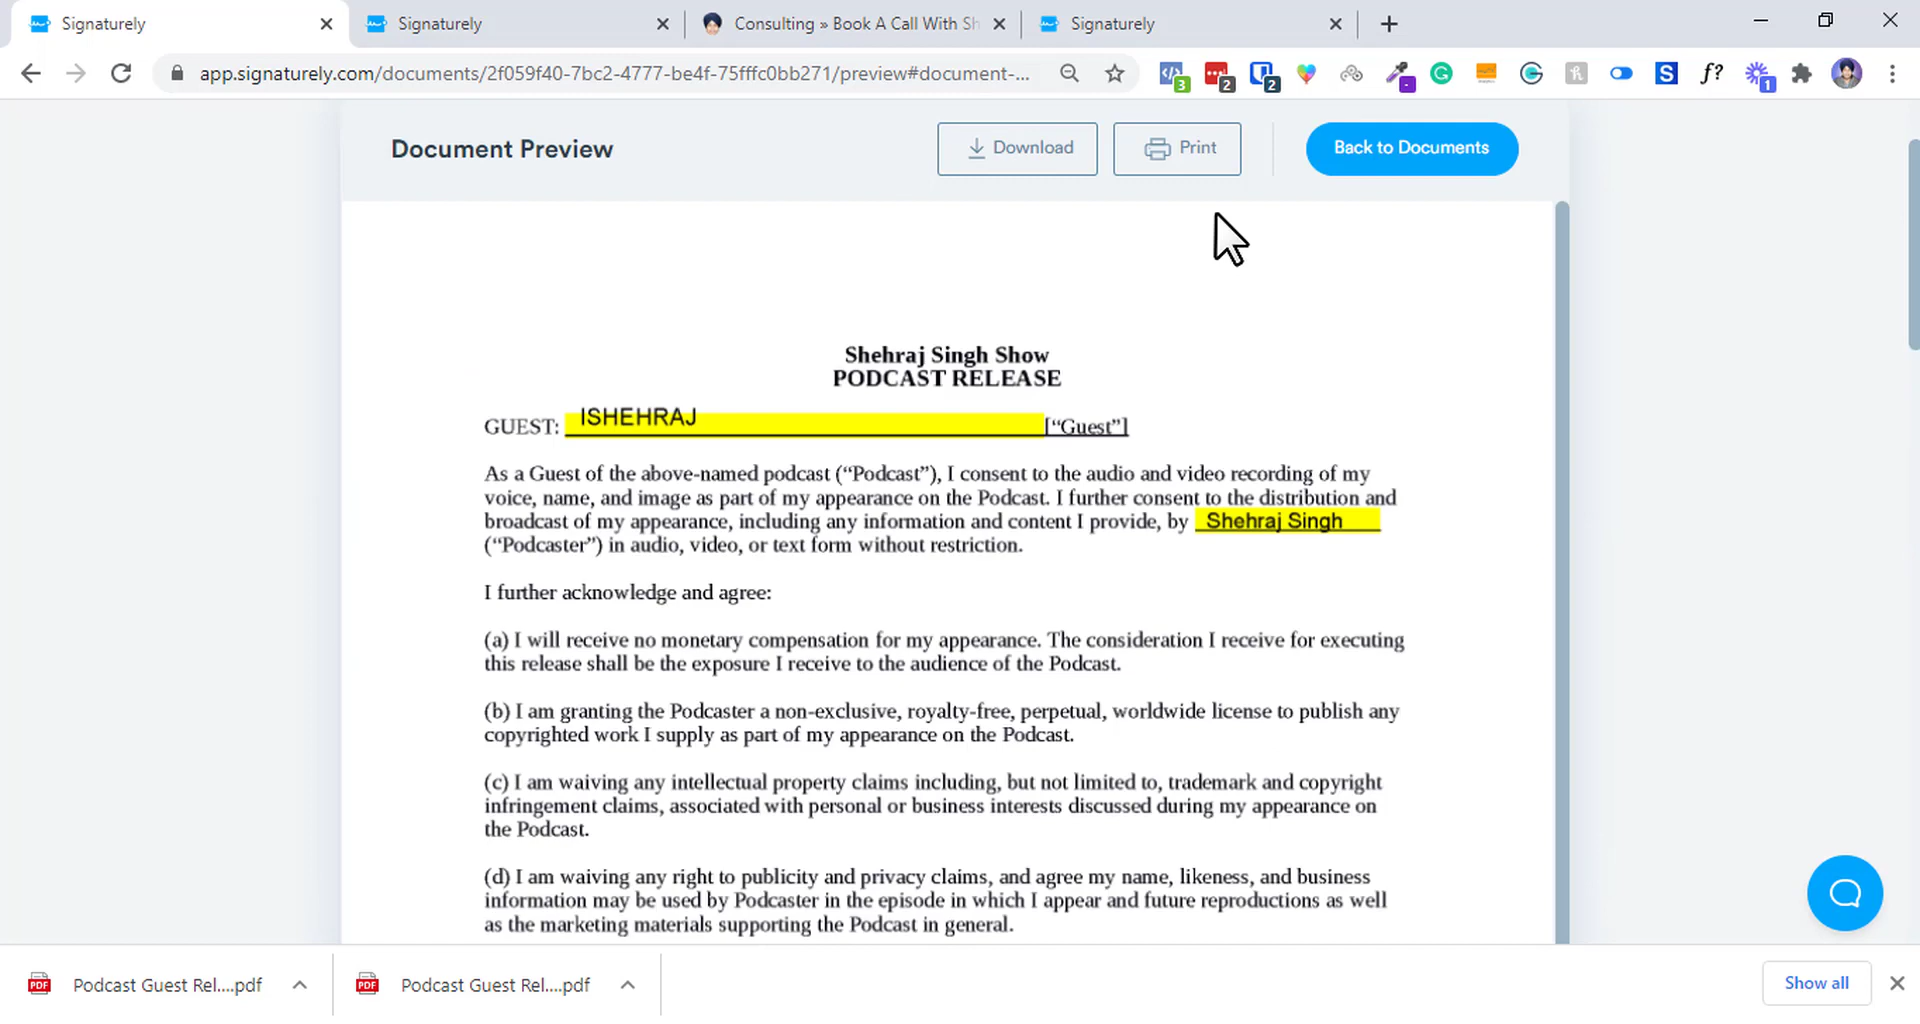 Signaturely
Signaturely
Consulting » Book A Call With Sh
Signaturely
app.signaturely.com/documents/2f059f40-7bc2-4777-be4f-75fffc0bb271/preview#document-...
3
2
2
f?
1
Document Preview
Download
Print
Back to Documents
Shehraj Singh Show
PODCAST RELEASE
GUEST: ISHEHRAJ [“Guest”]
As a Guest of the above-named podcast (“Podcast”), I consent to the audio and video recording of my
voice, name, and image as part of my appearance on the Podcast. I further consent to the distribution and
broadcast of my appearance, including any information and content I provide, by Shehraj Singh
(“Podcaster”) in audio, video, or text form without restriction.
I further acknowledge and agree:
(a) I will receive no monetary compensation for my appearance. The consideration I receive for executing
this release shall be the exposure I receive to the audience of the Podcast.
(b) I am granting the Podcaster a non-exclusive, royalty-free, perpetual, worldwide license to publish any
copyrighted work I supply as part of my appearance on the Podcast.
(c) I am waiving any intellectual property claims including, but not limited to, trademark and copyright
infringement claims, associated with personal or business interests discussed during my appearance on
the Podcast.
(d) I am waiving any right to publicity and privacy claims, and agree my name, likeness, and business
information may be used by Podcaster in the episode in which I appear and future reproductions as well
as the marketing materials supporting the Podcast in general.
Podcast Guest Rel....pdf
Podcast Guest Rel....pdf
Show all